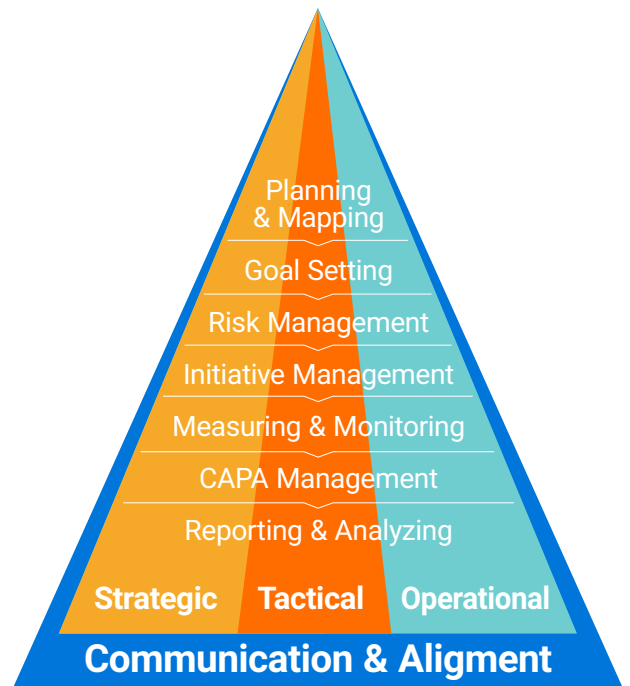 Planning
& Mapping
Goal Setting
Risk Management
Initiative Management
Measuring & Monitoring
CAPA Management
Reporting & Analyzing
Strategic Tactical Operational
Communication & Aligment